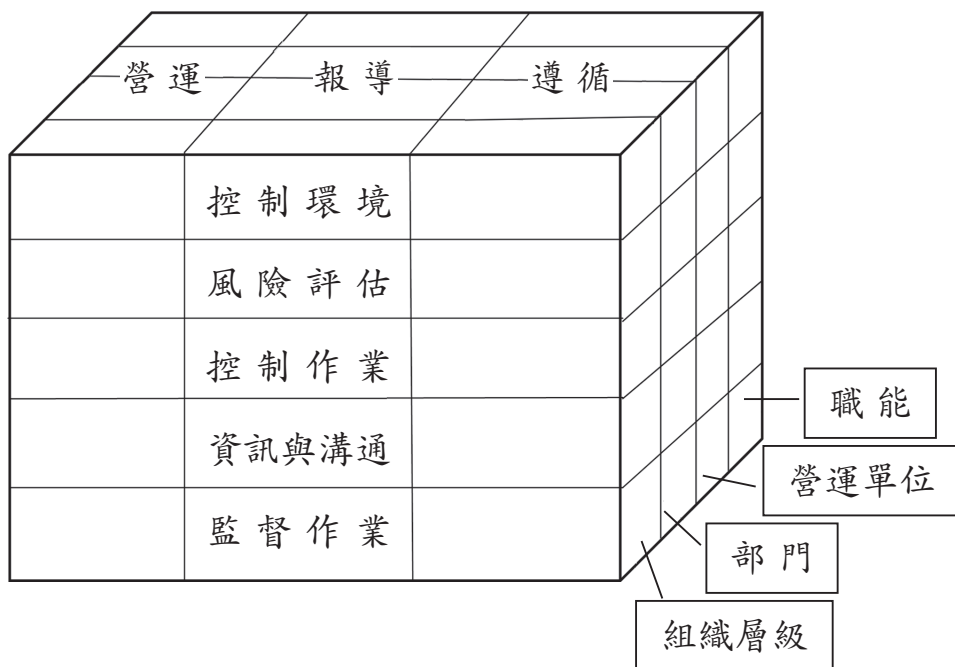 營運 報導 遵循
控制環境
風險評估
控制作業
資訊與溝通
監督作業
職能
營運單位
部門
組織層級